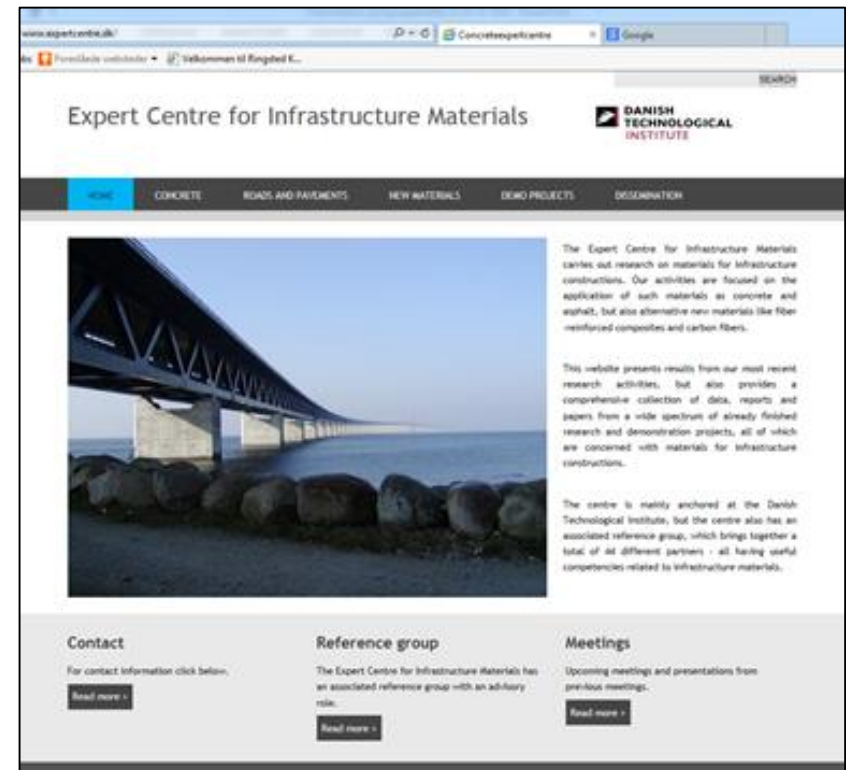 www.expertcentre.dk/
Concreteexpertcentre
Google
Foreslåede websteder
Velkommen til Ringsted K...
SEARCH
Expert Centre for Infrastructure Materials
DANISH
TECHNOLOGICAL
INSTITUTE
HOME
CONCRETE
ROADS AND PAVEMENTS
NEW MATERIALS
DEMO PROJECTS
DISSEMINATION
The Expert Centre for Infrastructure Materials
carries out research on materials for infrastructure
constructions. Our activities are focused on the
application of such materials as concrete and
asphalt, but also alternative new materials like fiber
-reinforced composites and carbon fibers.
This website presents results from our most recent
research activities, but also provides a
comprehensive collection of data, reports and
papers from a wide spectrum of already finished
research and demonstration projects, all of which
are concerned with materials for infrastructure
constructions.
The centre is mainly anchored at the Danish
Technological Institute, but the centre also has an
associated reference group, which brings together a
total of different partners - all having useful
competencies related to infrastructure materials.
Contact
For contact information click below.
Read more ›
Reference group
The Expert Centre for Infrastructure Materials has
an associated reference group with an advisory
role.
Read more ›
Meetings
Upcoming meetings and presentations from
previous meetings.
Read more ›